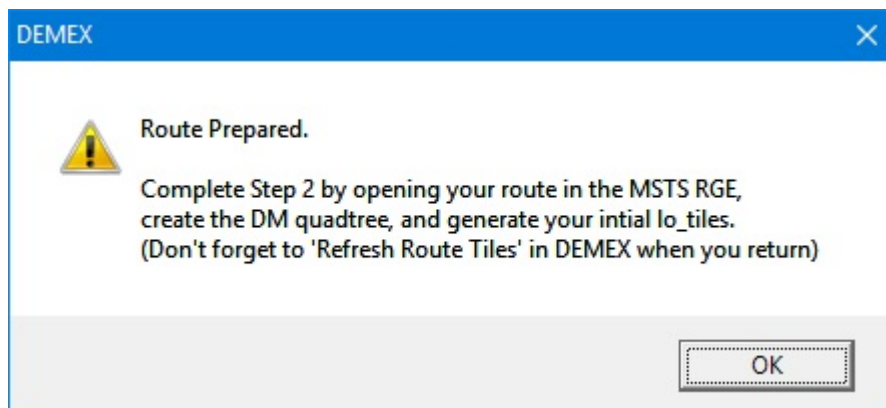 DEMEX
Route Prepared.
Complete Step 2 by opening your route in the MSTS RGE,
create the DM quadtree, and generate your intial lo_tiles.
(Don't forget to 'Refresh Route Tiles' in DEMEX when you return)
OK